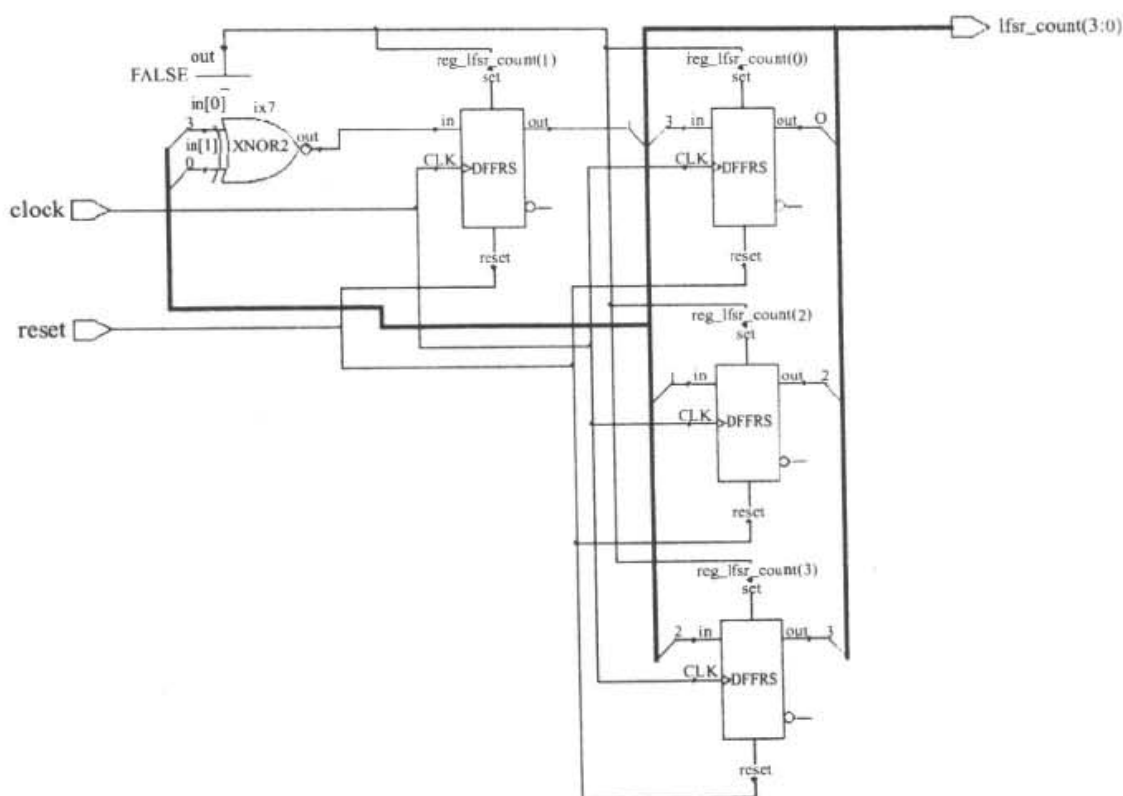 lfsr_count(3:0)
out
FALSE
reg_lfsr_count(1)
set
reg_lfsr_count(0)
set
in[0]
ix7
3
in[1]
XNOR2
out
0
in
out
1
3
in
out
O
CLK
DFFRS
CLK
DFFRS
clock
reset
reset
reset
reg_lfsr_count(2)
set
1
in
out
2
CLK
DFFRS
reset
reg_lfsr_count(3)
set
2
in
out
3
CLK
DFFRS
reset